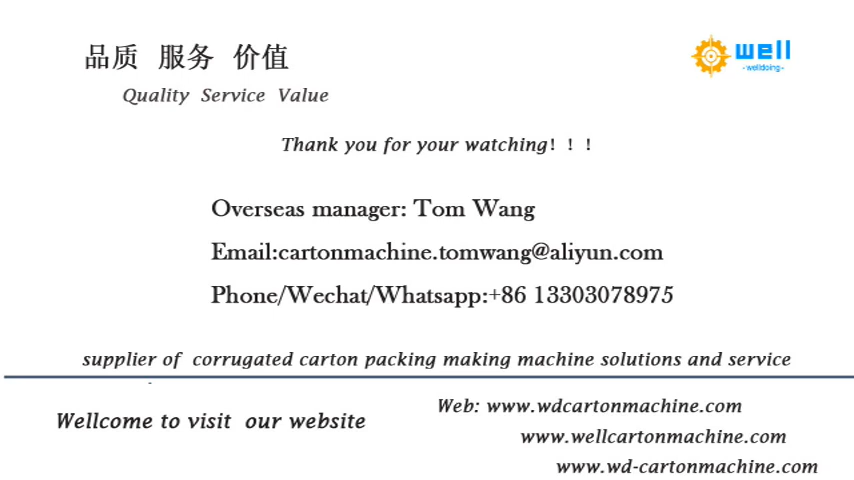 品质 服务 价值
Quality Service Value
well
-welldoing-
Thank you for your watching！！！
Overseas manager: Tom Wang
Email:cartonmachine.tomwang@aliyun.com
Phone/Wechat/Whatsapp:+86 13303078975
supplier of corrugated carton packing making machine solutions and service
Wellcome to visit our website
Web: www.wdcartonmachine.com
www.wellcartonmachine.com
www.wd-cartonmachine.com